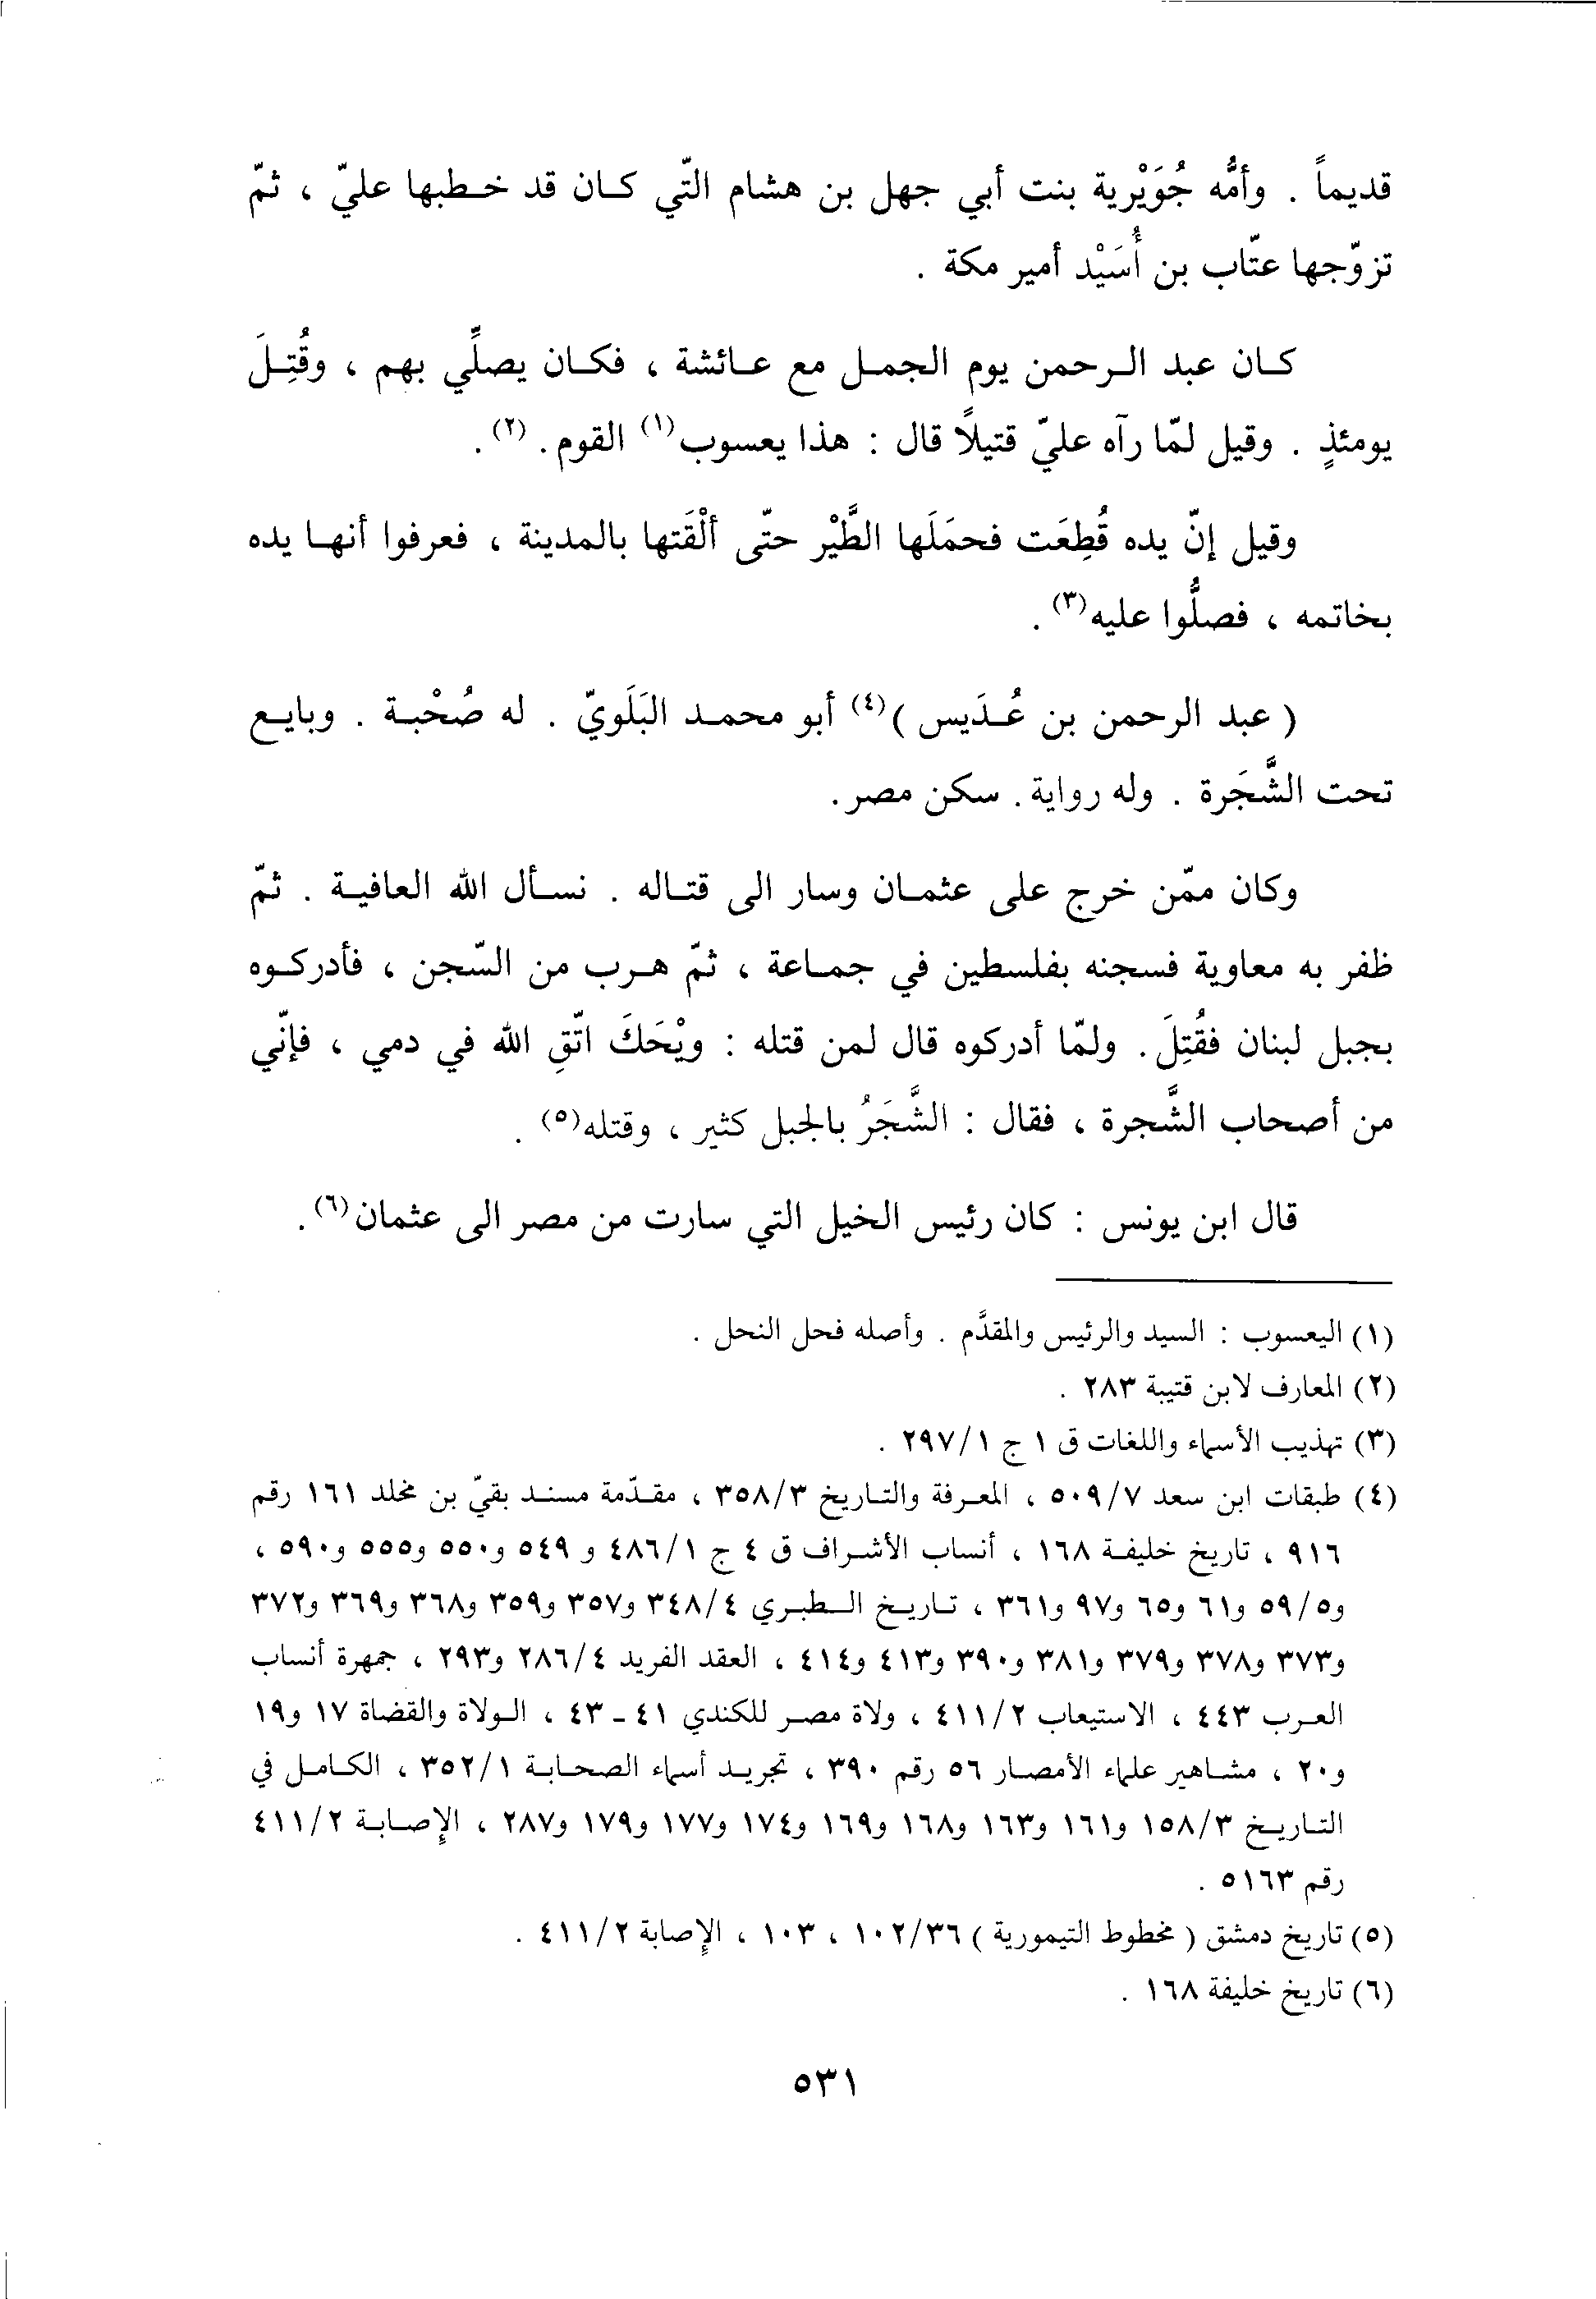 قديماً . وأمُّه جُوَيْرية بنت أبي جهل بن هشام التّي كان قد خطبها عليّ ، ثمّ
تزوّجها عتّاب بن أُسَيْد أمير مكة .
كان عبد الرحمن يوم الجمل مع عائشة ، فكان يصلِّي بهم ، وقُتِلَ
يومئذٍ . وقيل لمّا رآه عليّ قتيلاً قال : هذا يعسوب(١) القوم . (٢) .
وقيل إنّ يده قُطِعَت فحمَلَها الطَّيْر حتّى ألْقَتها بالمدينة ، فعرفوا أنها يده
بخاتمه ، فصلُّوا عليه(٣) .
( عبد الرحمن بن عُدَيس )(٤) أبو محمد البَلَويّ . له صُحْبة . وبايع
تحت الشَّجَرة . وله رواية . سكن مصر .
وكان ممّن خرج على عثمان وسار الى قتاله . نسأل الله العافية . ثمّ
ظفر به معاوية فسجنه بفلسطين في جماعة ، ثمّ هرب من السّجن ، فأدركوه
بجبل لبنان فقُتِلَ . ولمّا أدركوه قال لمن قتله : ويْحَكَ اتّقِ الله في دمي ، فإنّي
من أصحاب الشَّجرة ، فقال : الشَّجَرُ بالجبل كثير ، وقتله(٥) .
قال ابن يونس : كان رئيس الخيل التي سارت من مصر الى عثمان(٦) .
(١) اليعسوب : السيد والرئيس والمقدَّم . وأصله فحل النحل .
(٢) المعارف لابن قتيبة ٢٨٣ .
(٣) تهذيب الأسماء واللغات ق ١ ج ١/٢٩٧ .
(٤) طبقات ابن سعد ٧/٥٠٩ ، المعرفة والتاريخ ٣/٣٥٨ ، مقدّمة مسند بقيّ بن مخلد ١٦١ رقم
٩١٦ ، تاريخ خليفة ١٦٨ ، أنساب الأشراف ق ٤ ج ١/٤٨٦ و ٥٤٩ و٥٥٠ و٥٥٥ و٥٩٠ ،
و٥/٥٩ و٦١ و٦٥ و٩٧ و٣٦١ ، تاريخ الطبري ٤/٣٤٨ و٣٥٧ و٣٥٩ و٣٦٨ و٣٦٩ و٣٧٢
و٣٧٣ و٣٧٨ و٣٧٩ و٣٨١ و٣٩٠ و٤١٣ و٤١٤ ، العقد الفريد ٤/٢٨٦ و٢٩٣ ، جمهرة أنساب
العرب ٤٤٣ ، الاستيعاب ٢/٤١١ ، ولاة مصر للكندي ٤١ - ٤٣ ، الولاة والقضاة ١٧ و١٩
و٢٠ ، مشاهير علماء الأمصار ٥٦ رقم ٣٩٠ ، تجريد أسماء الصحابة ١/٣٥٢ ، الكامل في
التاريخ ٣/١٥٨ و١٦١ و١٦٣ و١٦٨ و١٦٩ و١٧٤ و١٧٧ و١٧٩ و٢٨٧ ، الإصابة ٢/٤١١
رقم ٥١٦٣ .
(٥) تاريخ دمشق ( مخطوط التيمورية ) ٣٦/١٠٢ ، ١٠٣ ، الإصابة ٢/٤١١ .
(٦) تاريخ خليفة ١٦٨ .
٥٣١